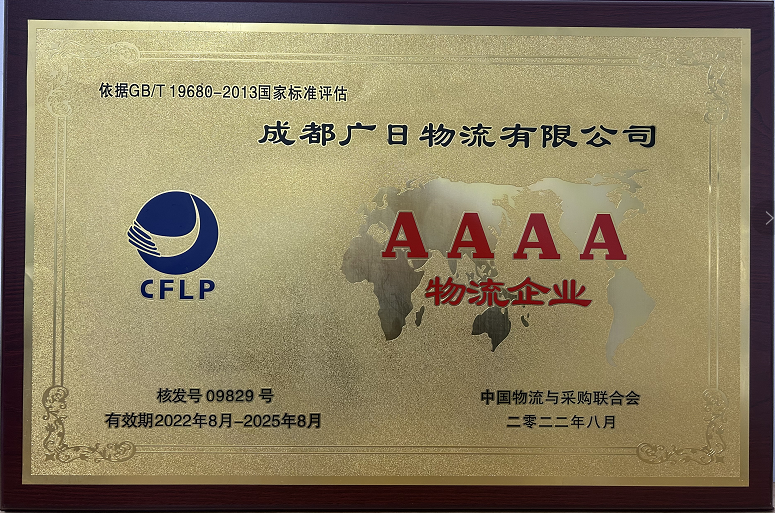 依据GB/T 19680-2013国家标准评估
成都广日物流有限公司
CFLP
AAAA
物流企业
核发号 09829 号
有效期2022年8月-2025年8月
中国物流与采购联合会
二零二二年八月